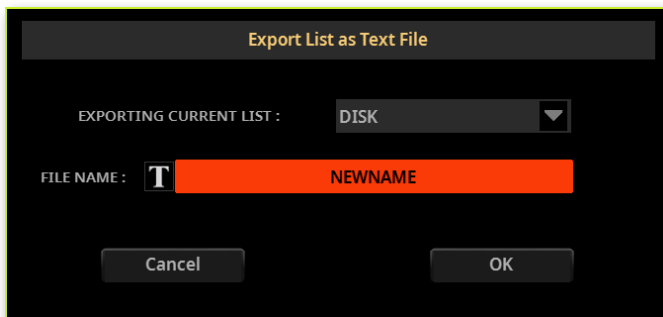 Export List as Text File
EXPORTING CURRENT LIST : DISK
FILE NAME : T NEWNAME
Cancel OK